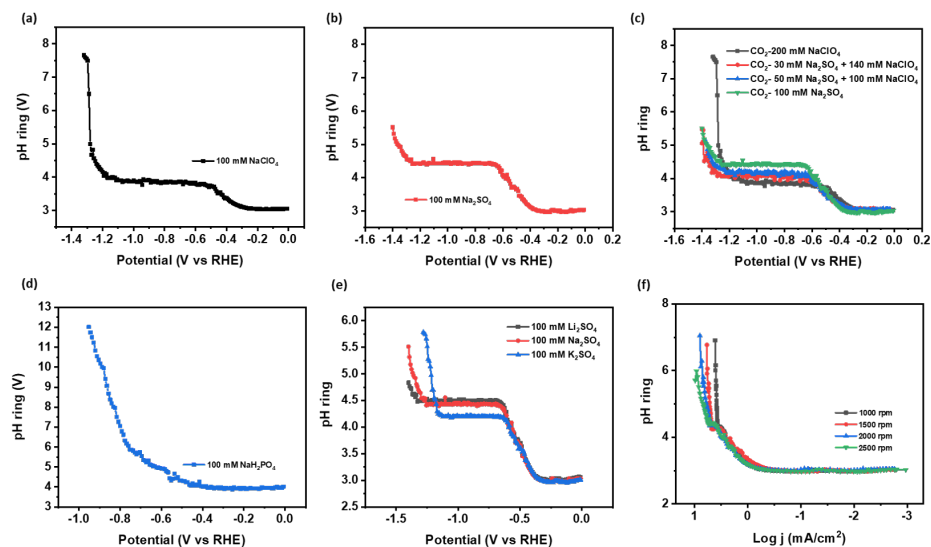 (a)
pH ring (V)
8
7
6
5
4
3
100 mM NaClO₄
-1.4 -1.2 -1.0 -0.8 -0.6 -0.4 -0.2 0.0
Potential (V vs RHE)
(b)
pH ring (V)
8
7
6
5
4
3
100 mM Na₂SO₄
-1.6 -1.4 -1.2 -1.0 -0.8 -0.6 -0.4 -0.2 0.0 0.2
Potential (V vs RHE)
(c)
pH ring
9
8
7
6
5
4
3
CO₂-200 mM NaClO₄
CO₂- 30 mM Na₂SO₄ + 140 mM NaClO₄
CO₂- 50 mM Na₂SO₄ + 100 mM NaClO₄
CO₂- 100 mM Na₂SO₄
-1.6 -1.4 -1.2 -1.0 -0.8 -0.6 -0.4 -0.2 0.0 0.2
Potential (V vs RHE)
(d)
pH ring (V)
13
12
11
10
9
8
7
6
5
4
3
2
100 mM NaH₂PO₄
-1.0 -0.8 -0.6 -0.4 -0.2 0.0
Potential (V vs RHE)
(e)
pH ring
6.0
5.5
5.0
4.5
4.0
3.5
3.0
2.5
100 mM Li₂SO₄
100 mM Na₂SO₄
100 mM K₂SO₄
-1.5 -1.0 -0.5 0.0
Potential (V vs RHE)
(f)
pH ring
8
6
4
2
1000 rpm
1500 rpm
2000 rpm
2500 rpm
1 0 -1 -2 -3
Log j (mA/cm²)